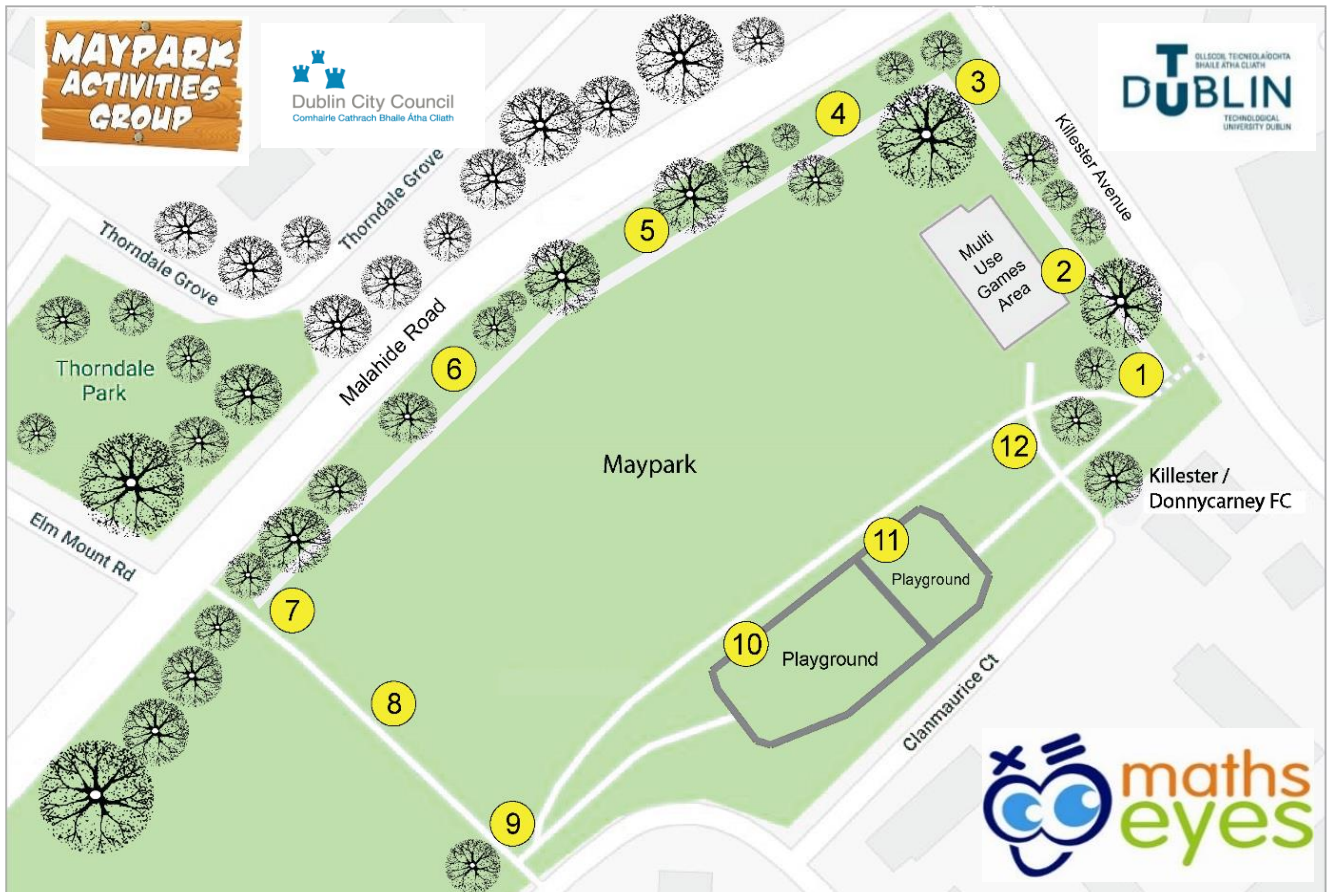 MAYPARK
ACTIVITIES
GROUP
Dublin City Council
Comhairle Cathrach Bhaile Átha Cliath
OLLSCOIL TEICNEOLAÍOCHTA
BHAILE ÁTHA CLIATH
TU DUBLIN
TECHNOLOGICAL
UNIVERSITY DUBLIN
3
4
Killester Avenue
Thorndale Grove
Thorndale Grove
5
Multi
Use
Games
Area
2
Malahide Road
6
1
Thorndale
Park
12
Maypark
Killester /
Donnycarney FC
Elm Mount Rd
11
Playground
7
10
Playground
8
Clanmaurice Ct
9
maths
eyes